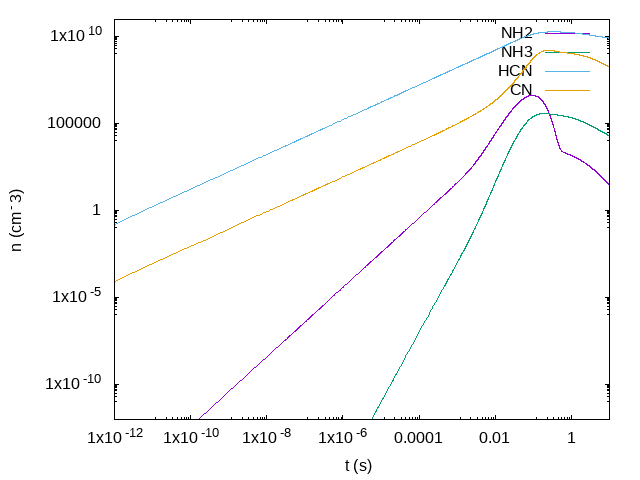 1x10^10
100000
1
1x10^-5
1x10^-10
n (cm^-3)
NH2
NH3
HCN
CN
1x10^-12 1x10^-10 1x10^-8 1x10^-6 0.0001 0.01 1
t (s)